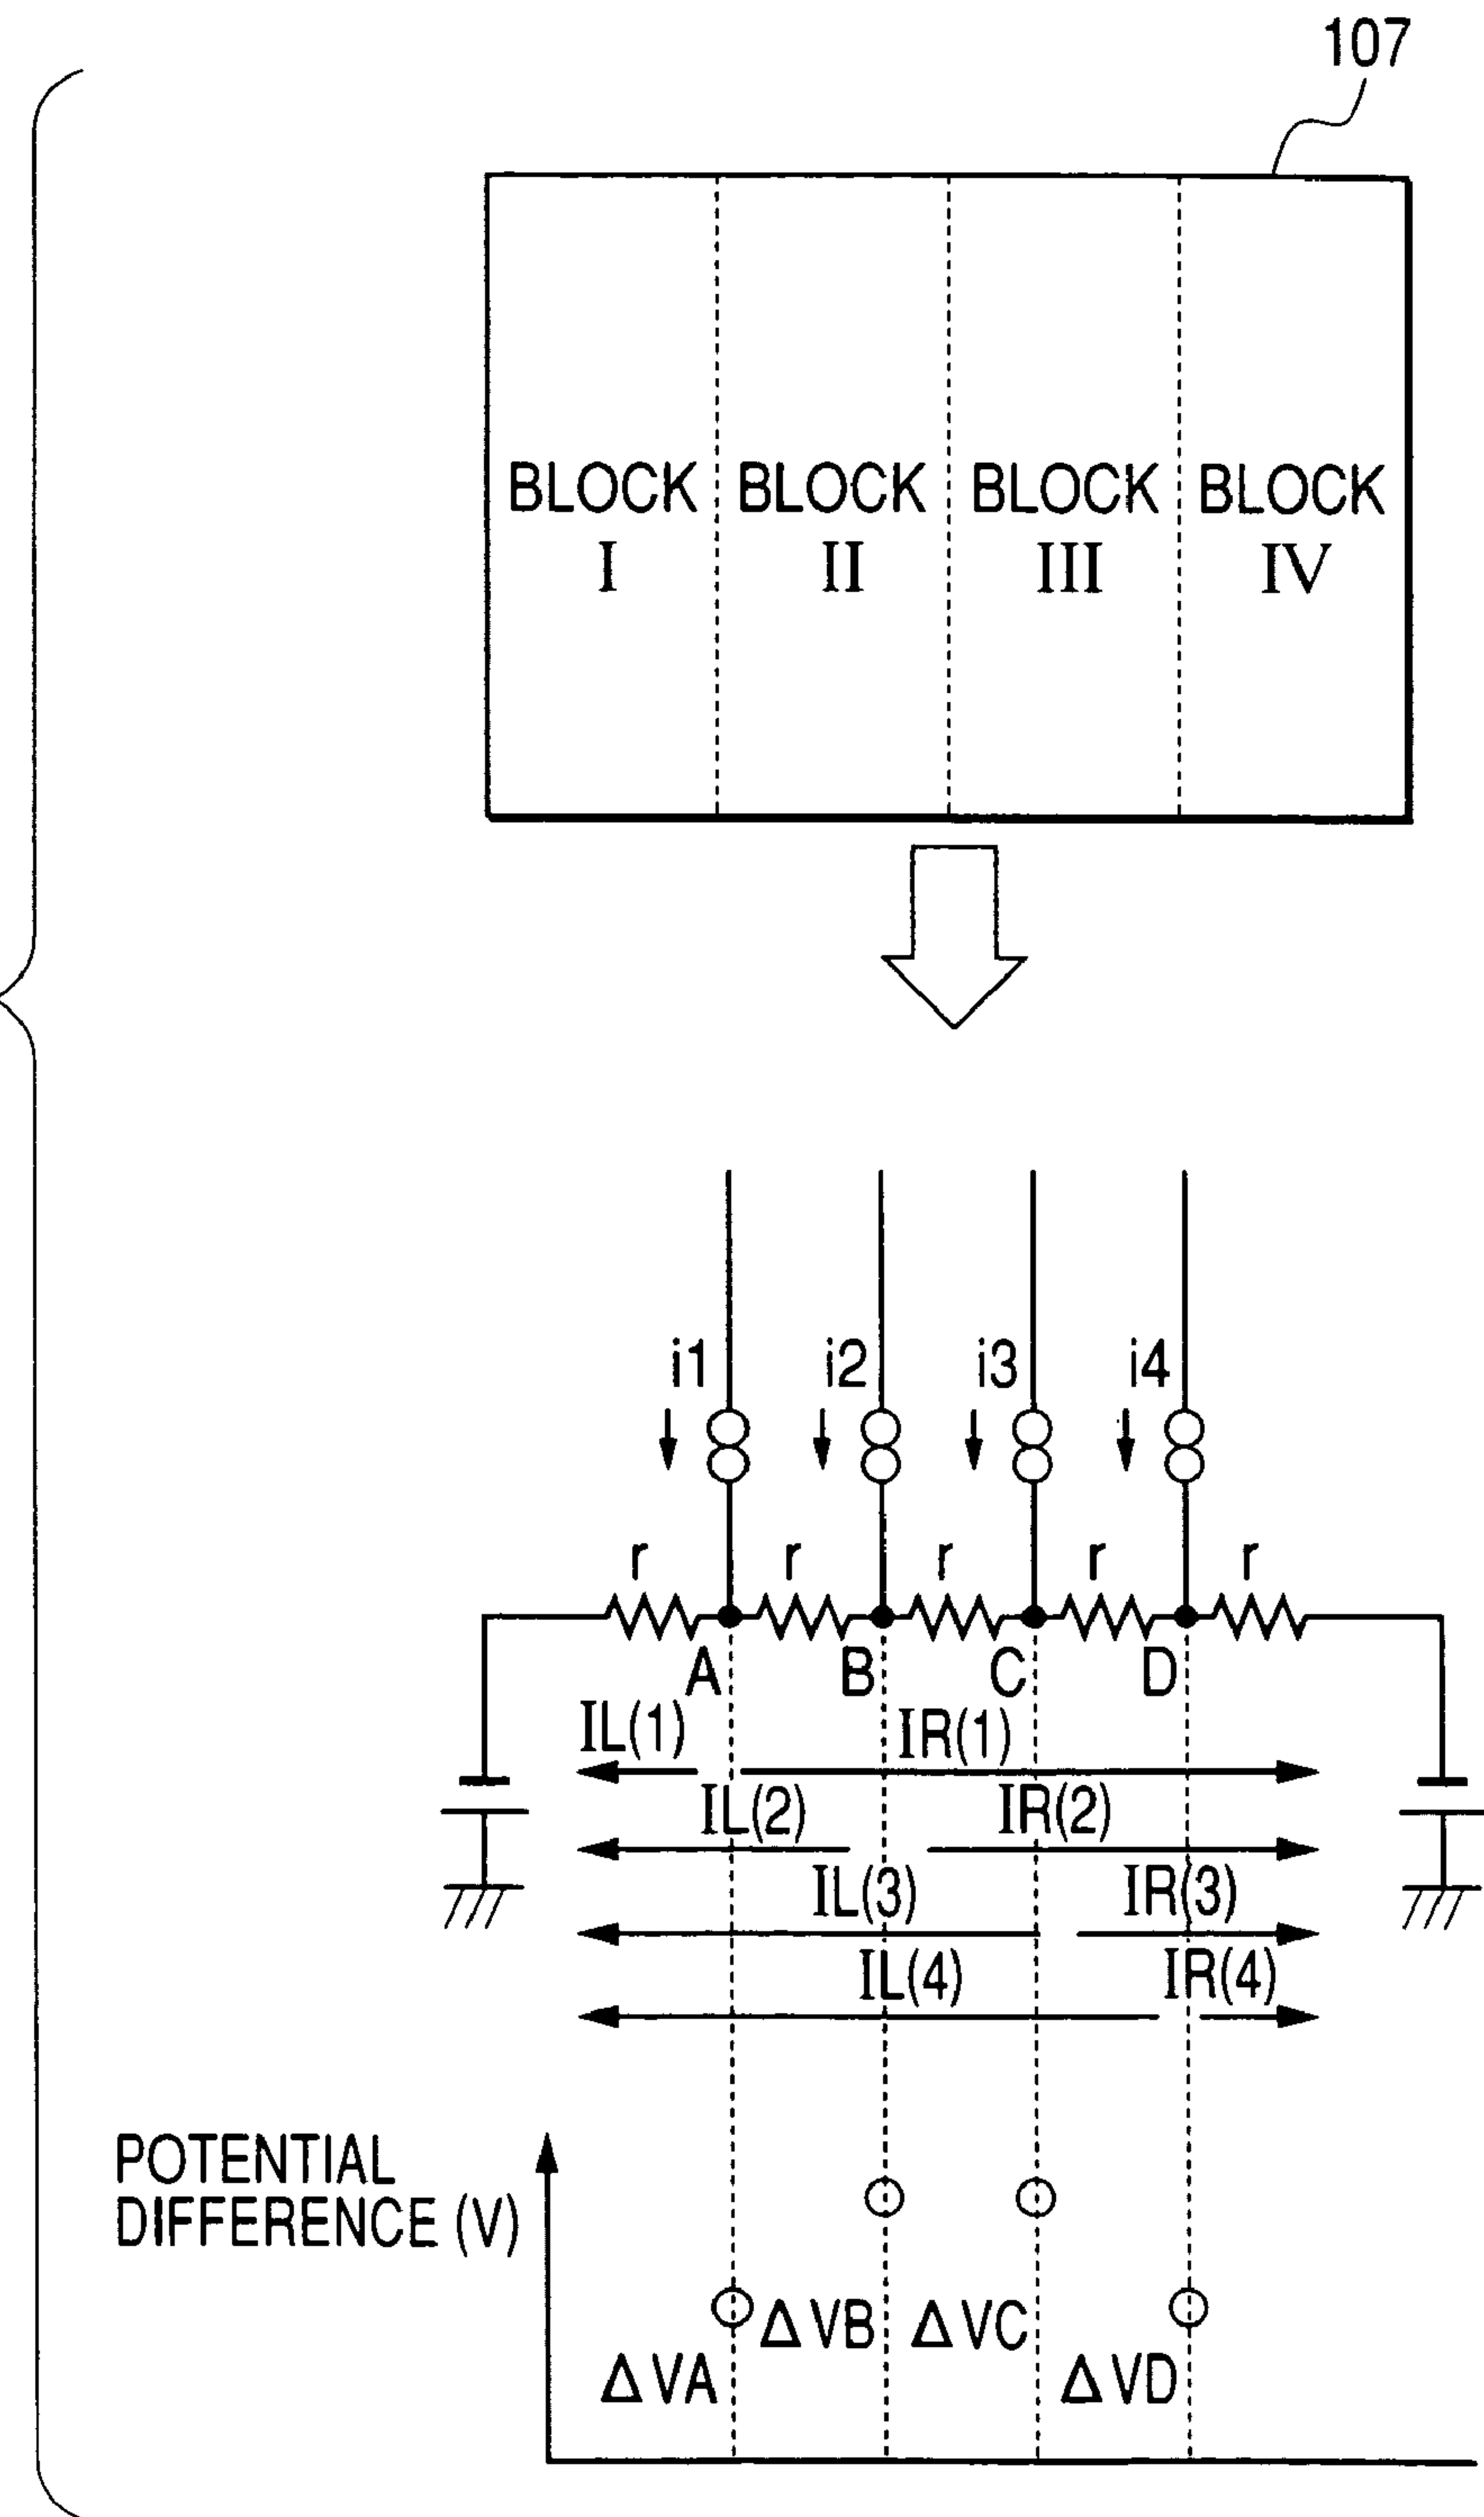 107
BLOCK BLOCK BLOCK BLOCK
I II III IV
i1 i2 i3 i4
r r r r r
A B C D
IL(1) IR(1)
IL(2) IR(2)
IL(3) IR(3)
IL(4) IR(4)
POTENTIAL
DIFFERENCE (V)
ΔVB ΔVC
ΔVA ΔVD